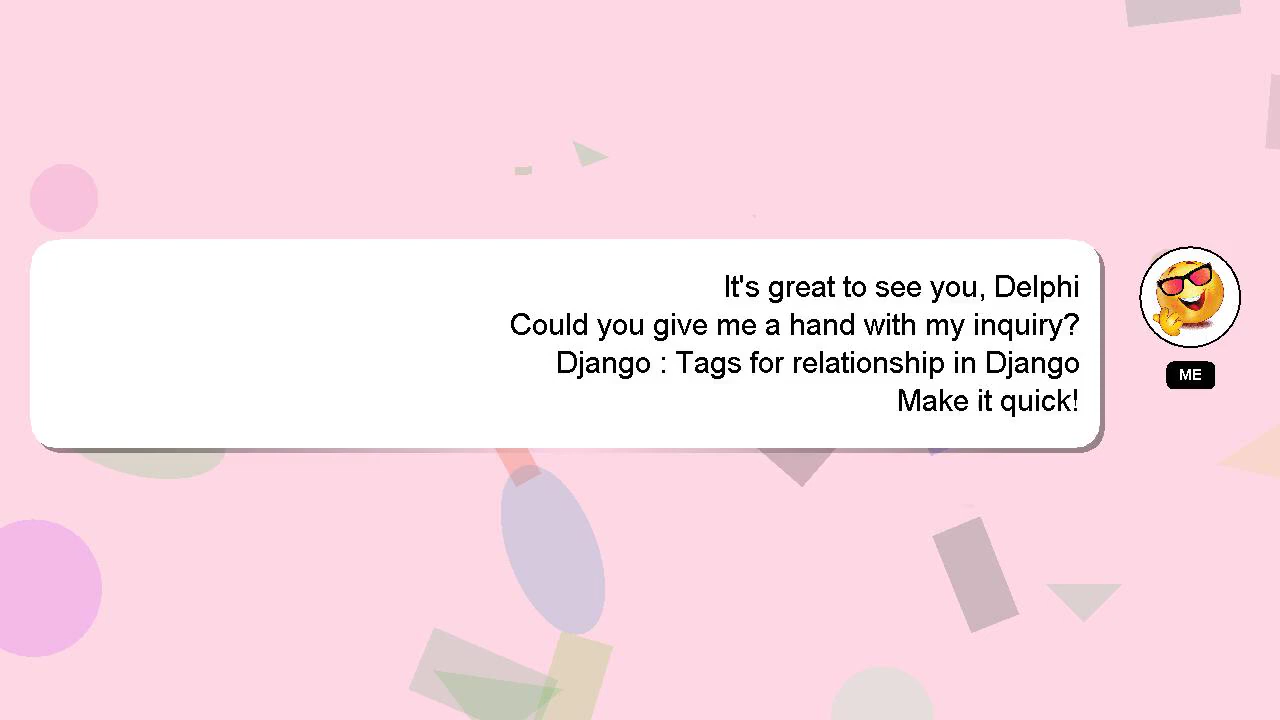 It's great to see you, Delphi
Could you give me a hand with my inquiry?
Django : Tags for relationship in Django
Make it quick!
ME